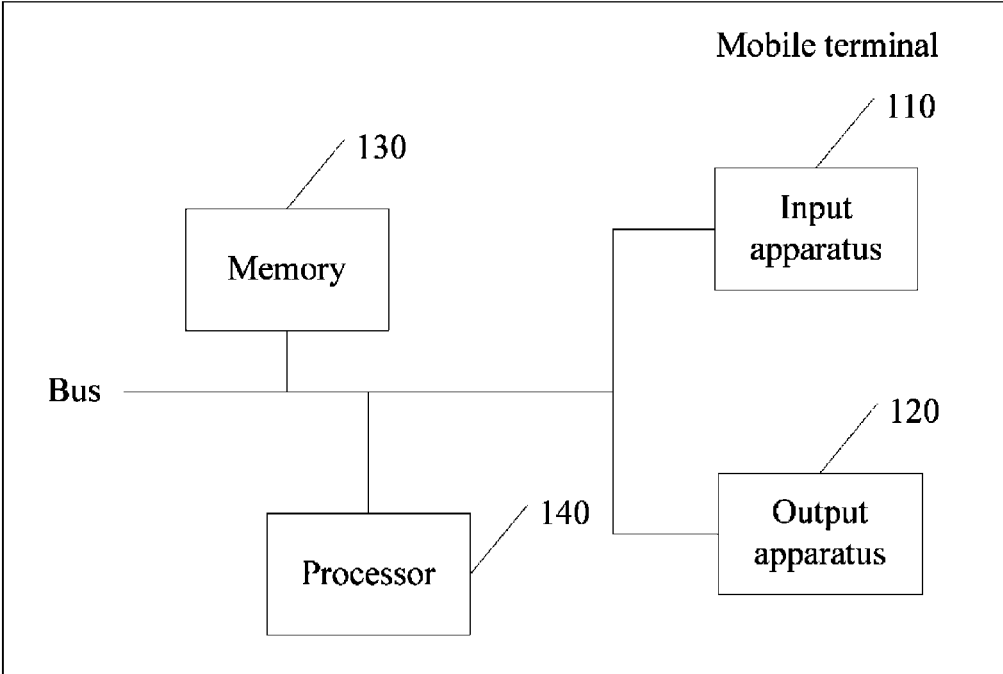 Mobile terminal
110
130
Input
apparatus
Memory
Bus
120
140
Output
apparatus
Processor